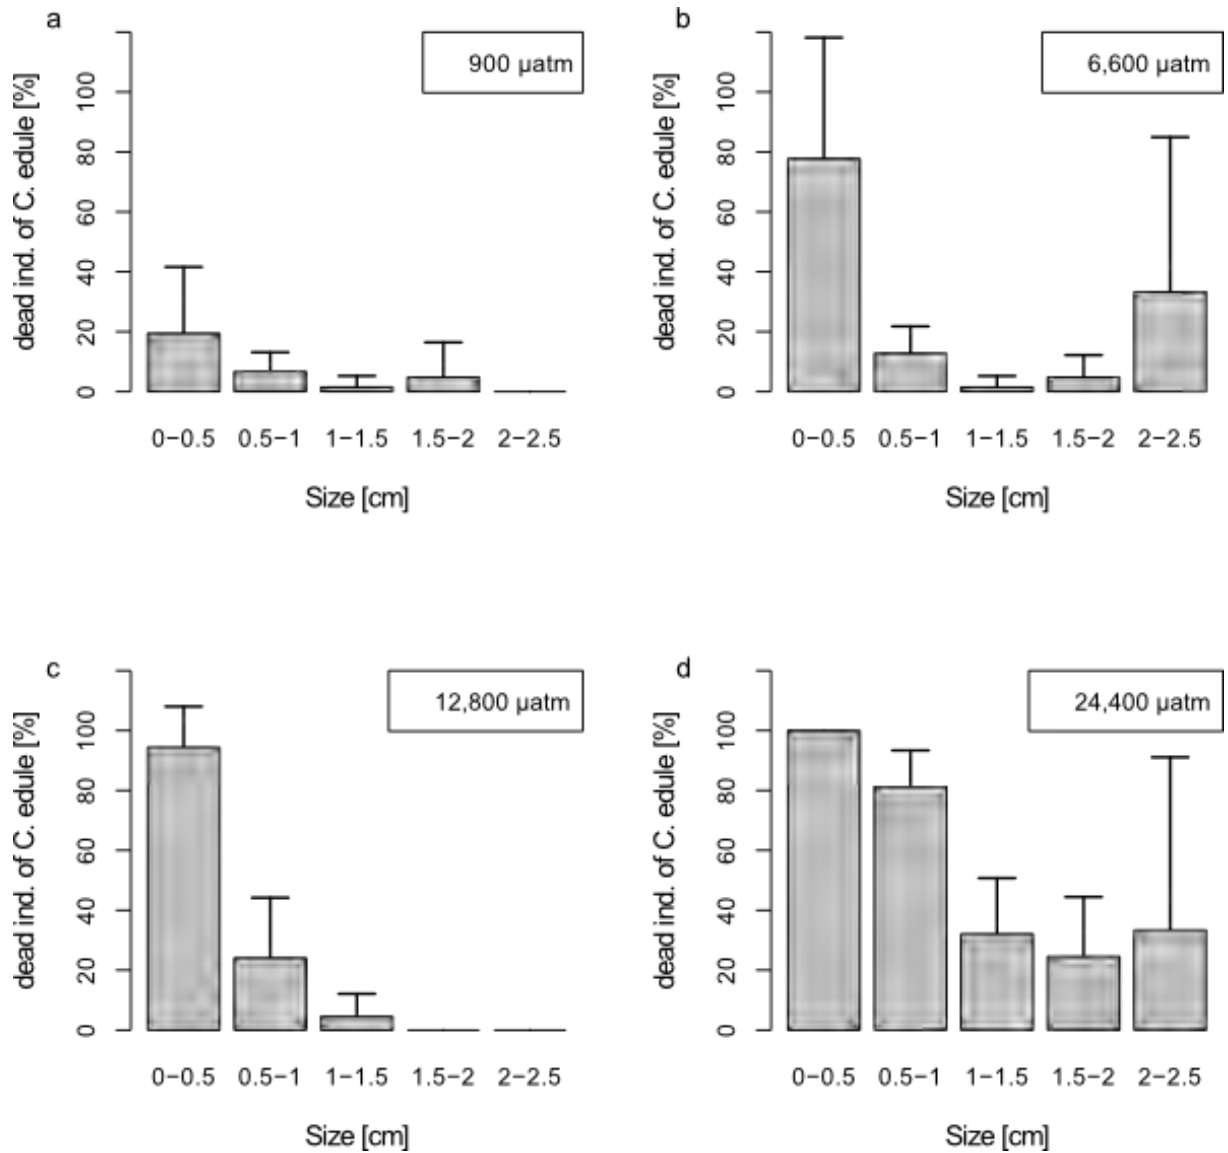 a
900 µatm
dead ind. of C. edule [%]
100
80
60
40
20
0
0−0.5 0.5−1 1−1.5 1.5−2 2−2.5
Size [cm]
b
6,600 µatm
dead ind. of C. edule [%]
100
80
60
40
20
0
0−0.5 0.5−1 1−1.5 1.5−2 2−2.5
Size [cm]
c
12,800 µatm
dead ind. of C. edule [%]
100
80
60
40
20
0
0−0.5 0.5−1 1−1.5 1.5−2 2−2.5
Size [cm]
d
24,400 µatm
dead ind. of C. edule [%]
100
80
60
40
20
0
0−0.5 0.5−1 1−1.5 1.5−2 2−2.5
Size [cm]